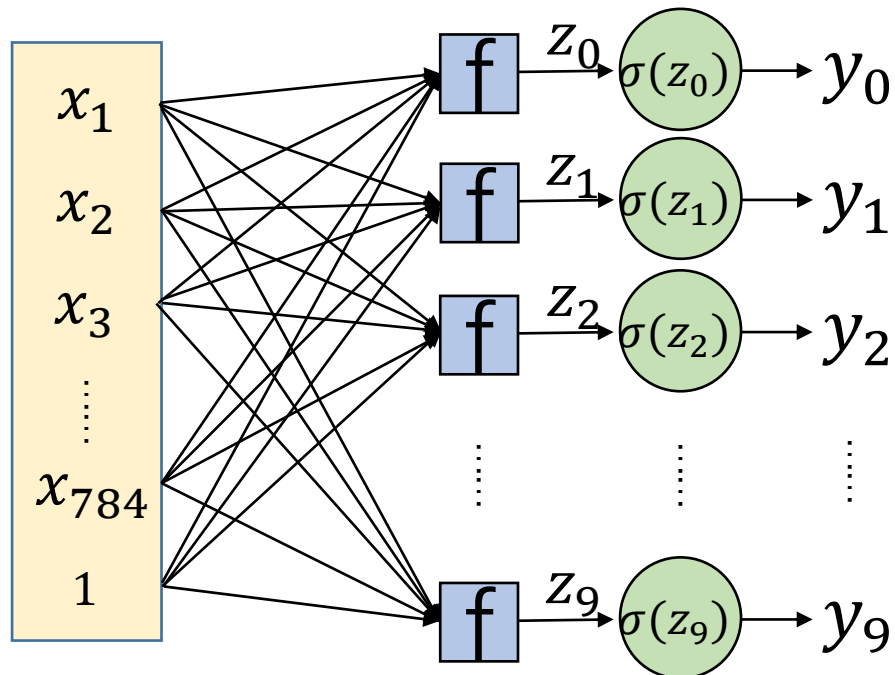 x₁
x₂
x₃
......
x₇₈₄
1
f z₀ σ(z₀) y₀
f z₁ σ(z₁) y₁
f z₂ σ(z₂) y₂
...... ...... ......
f z₉ σ(z₉) y₉